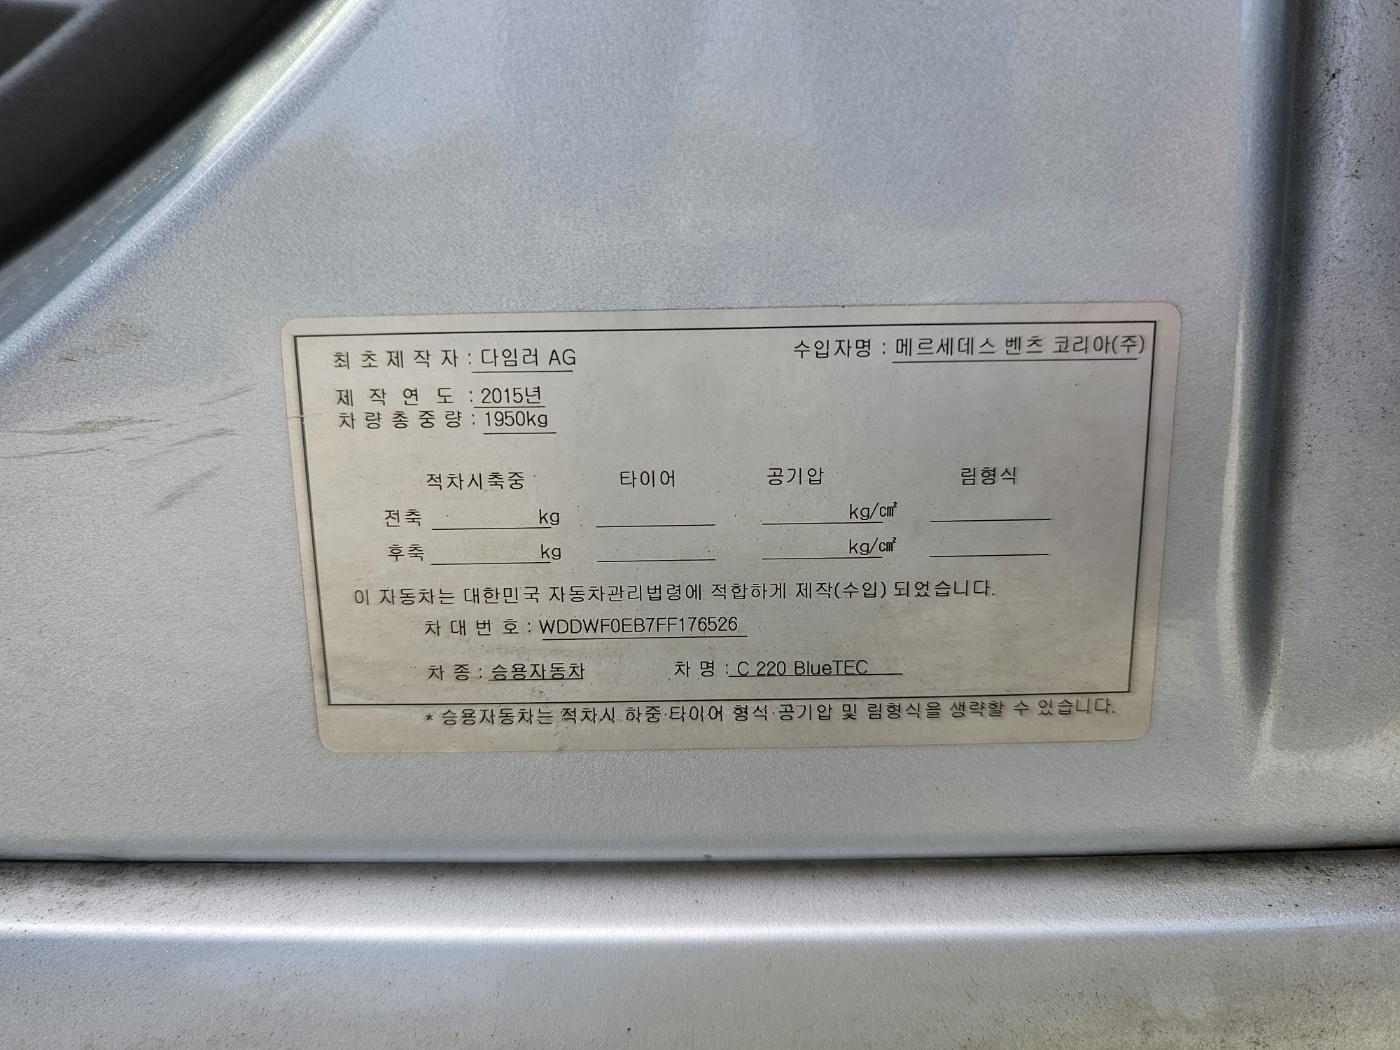 최초제작자 : 다임러 AG 수입자명 : 메르세데스 벤츠 코리아(주)
제작연도 : 2015년
차량총중량 : 1950kg
적차시축중 타이어 공기압 림형식
전축 kg kg/㎠
후축 kg kg/㎠
이 자동차는 대한민국 자동차관리법령에 적합하게 제작(수입) 되었습니다.
차대번호 : WDDWF0EB7FF176526
차종 : 승용자동차 차명 : C 220 BlueTEC
* 승용자동차는 적차시 하중·타이어 형석·공기압 및 림형식을 생략할 수 있습니다.